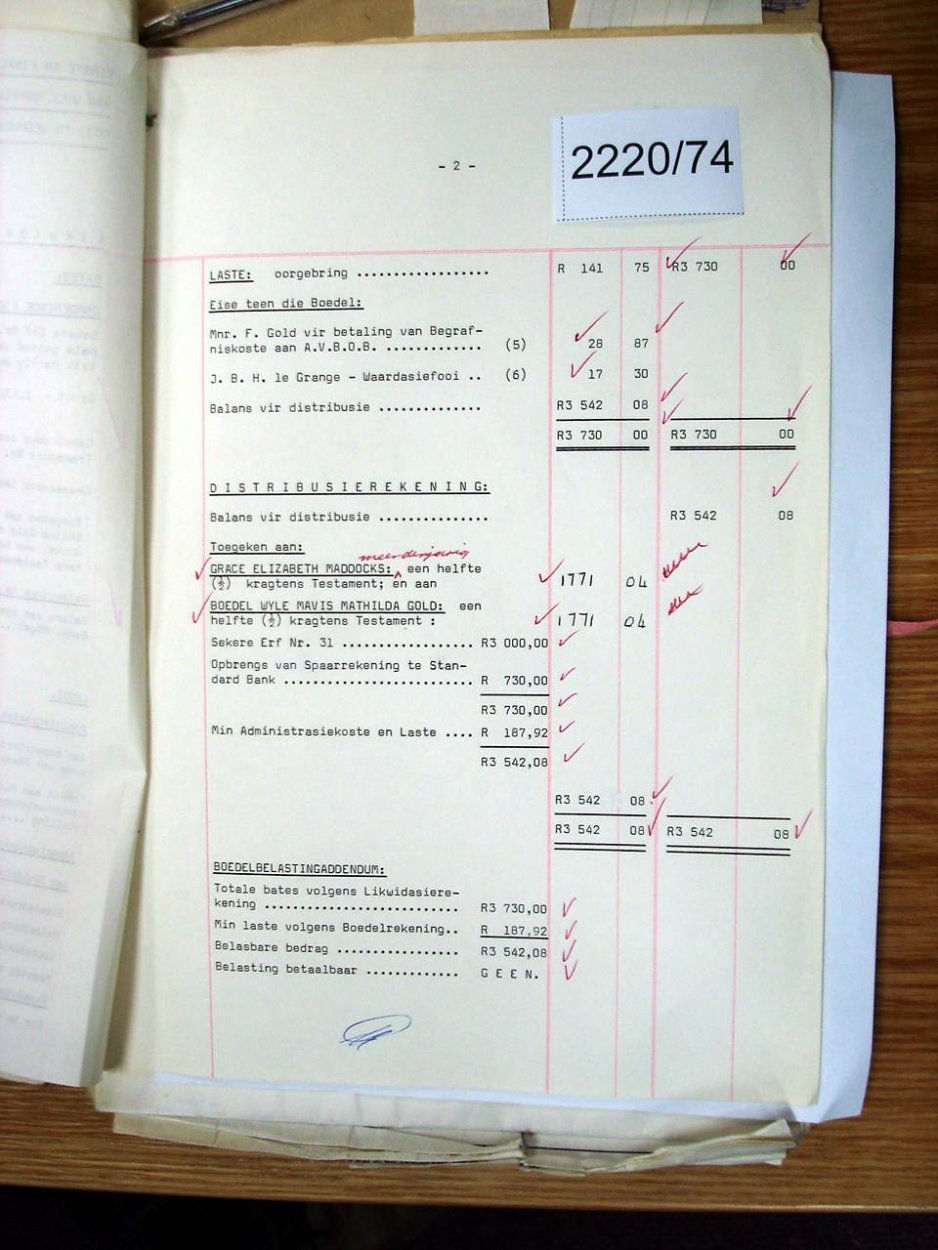 2220/74
- 2 -
LASTE: oorgebring .................. R 141 75 R3 730 00
Eise teen die Boedel:
Mnr. F. Gold vir betaling van Begraf-
niskoste aan A.V.B.O.B. ............. (5) 28 87
J. B. H. le Grange - Waardasiefooi .. (6) 17 30
Balans vir distribusie .............. R3 542 08
R3 730 00 R3 730 00
DISTRIBUSIEREKENING:
Balans vir distribusie .............. R3 542 08
Toegeken aan:
meerderjarig
GRACE ELIZABETH MADDOCKS: een helfte
(½) kragtens Testament; en aan 1771 04
BOEDEL WYLE MAVIS MATHILDA GOLD: een
helfte (½) kragtens Testament : 1771 04
Sekere Erf Nr. 31 ................. R3 000,00
Opbrengs van Spaarrekening te Stan-
dard Bank ......................... R 730,00
R3 730,00
Min Administrasiekoste en Laste .... R 187,92
R3 542,08
R3 542 08
R3 542 08 R3 542 08
BOEDELBELASTINGADDENDUM:
Totale bates volgens Likwidasiere-
kening ........................... R3 730,00
Min laste volgens Boedelrekening.. R 187,92
Belasbare bedrag ................. R3 542,08
Belasting betaalbaar ............. GEEN.